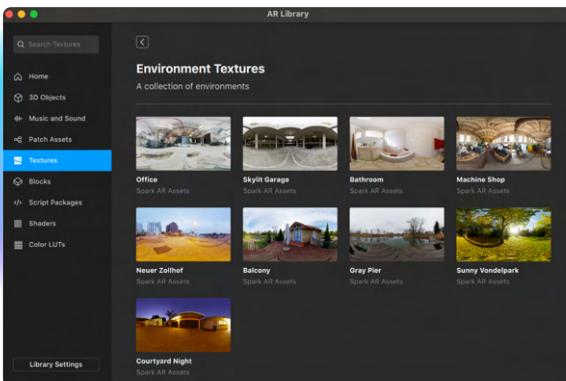 AR Library
Search Textures
Home
3D Objects
Music and Sound
Patch Assets
Textures
Blocks
Script Packages
Shaders
Color LUTs
Library Settings
Environment Textures
A collection of environments
Office
Spark AR Assets
Skylit Garage
Spark AR Assets
Bathroom
Spark AR Assets
Machine Shop
Spark AR Assets
Neuer Zollhof
Spark AR Assets
Balcony
Spark AR Assets
Gray Pier
Spark AR Assets
Sunny Vondelpark
Spark AR Assets
Courtyard Night
Spark AR Assets